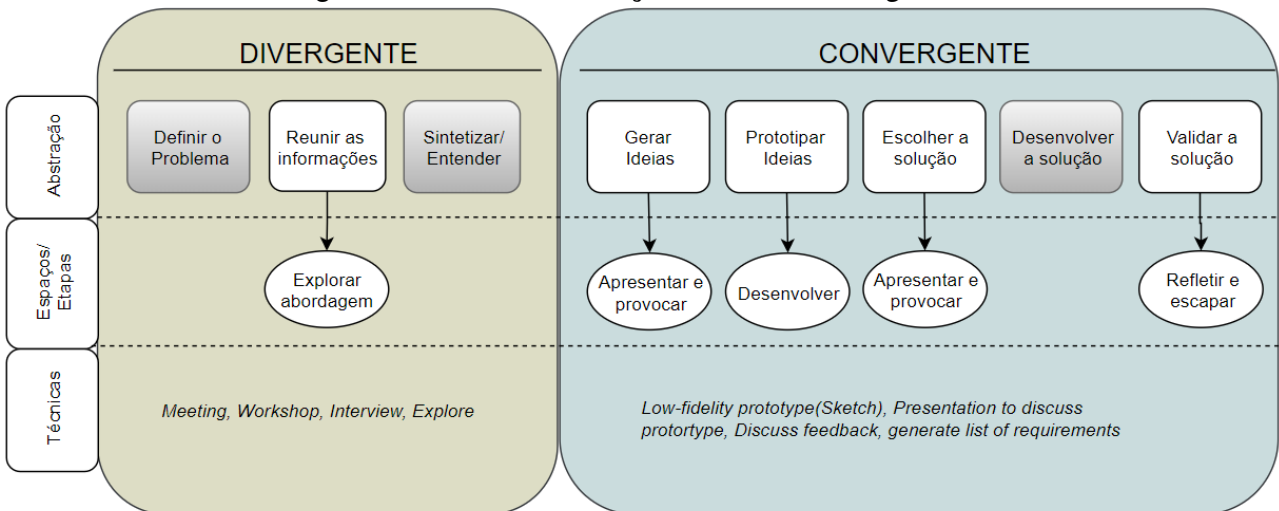 DIVERGENTE
CONVERGENTE
Abstração
Definir o
Problema
Reunir as
informações
Sintetizar/
Entender
Gerar
Ideias
Prototipar
Ideias
Escolher a
solução
Desenvolver
a solução
Validar a
solução
Espaços/
Etapas
Explorar
abordagem
Apresentar e
provocar
Desenvolver
Apresentar e
provocar
Refletir e
escapar
Técnicas
Meeting, Workshop, Interview, Explore
Low-fidelity prototype(Sketch), Presentation to discuss
protortype, Discuss feedback, generate list of requirements